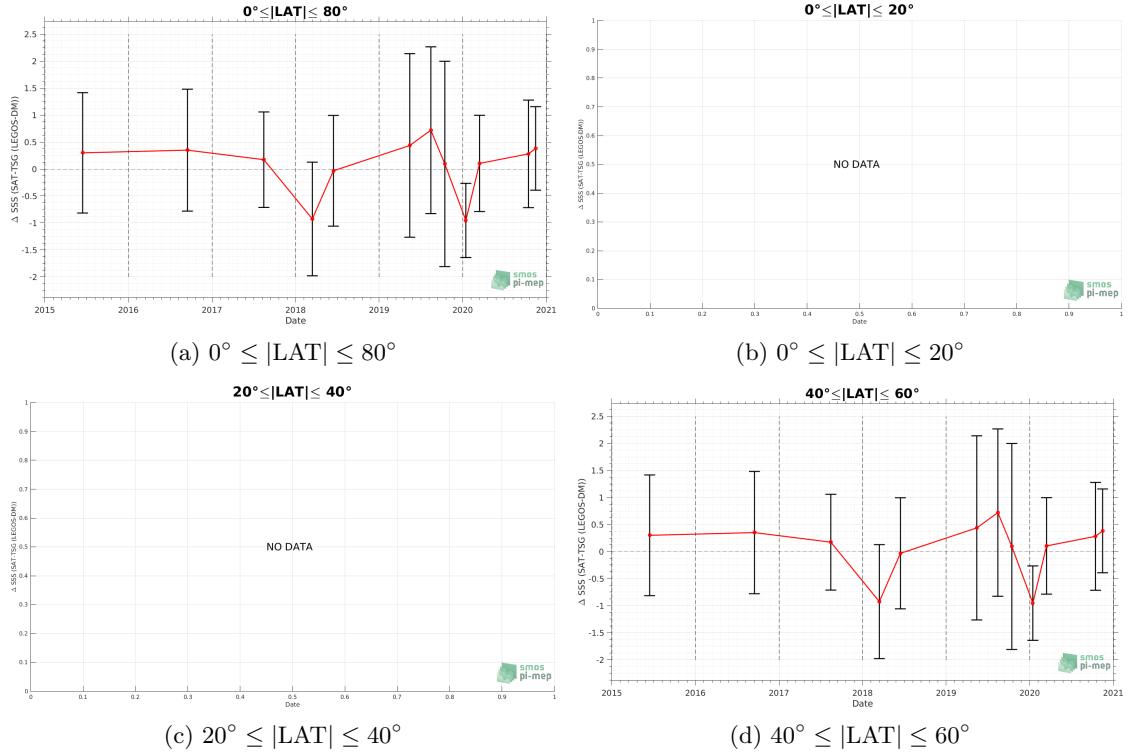 0°≤|LAT|≤ 80°
Δ SSS (SAT-TSG (LEGOS-DM))
2.5
2
1.5
1
0.5
0
-0.5
-1
-1.5
-2
2015 2016 2017 2018 2019 2020 2021
Date
smos
pi-mep
(a) 0° ≤ |LAT| ≤ 80°
0°≤|LAT|≤ 20°
Δ SSS (SAT-TSG (LEGOS-DM))
1
0.9
0.8
0.7
0.6
0.5
0.4
0.3
0.2
0.1
0
NO DATA
0 0.1 0.2 0.3 0.4 0.5 0.6 0.7 0.8 0.9 1
Date
smos
pi-mep
(b) 0° ≤ |LAT| ≤ 20°
20°≤|LAT|≤ 40°
Δ SSS (SAT-TSG (LEGOS-DM))
1
0.9
0.8
0.7
0.6
0.5
0.4
0.3
0.2
0.1
0
NO DATA
0 0.1 0.2 0.3 0.4 0.5 0.6 0.7 0.8 0.9 1
Date
smos
pi-mep
(c) 20° ≤ |LAT| ≤ 40°
40°≤|LAT|≤ 60°
Δ SSS (SAT-TSG (LEGOS-DM))
2.5
2
1.5
1
0.5
0
-0.5
-1
-1.5
-2
2015 2016 2017 2018 2019 2020 2021
Date
smos
pi-mep
(d) 40° ≤ |LAT| ≤ 60°